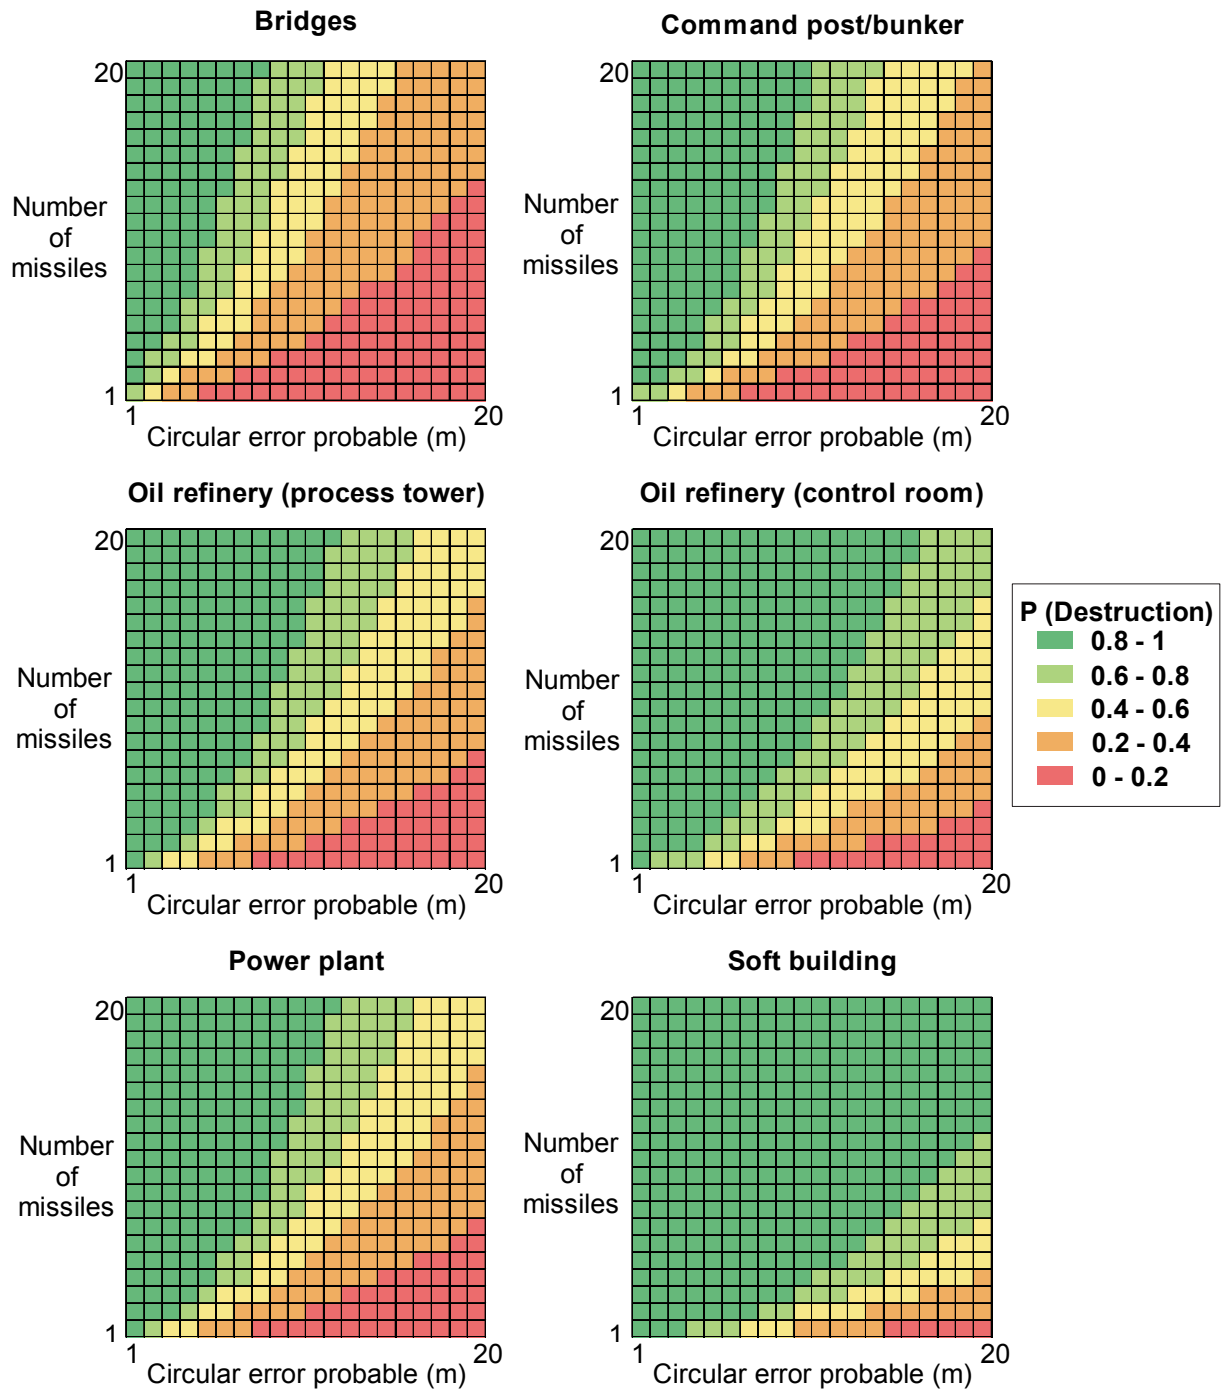 Bridges
Command post/bunker
20
Number
of
missiles
1
1
20
Circular error probable (m)
20
Number
of
missiles
1
1
20
Circular error probable (m)
Oil refinery (process tower)
Oil refinery (control room)
20
Number
of
missiles
1
1
20
Circular error probable (m)
20
Number
of
missiles
1
1
20
Circular error probable (m)
P (Destruction)
0.8 - 1
0.6 - 0.8
0.4 - 0.6
0.2 - 0.4
0 - 0.2
Power plant
Soft building
20
Number
of
missiles
1
1
20
Circular error probable (m)
20
Number
of
missiles
1
1
20
Circular error probable (m)